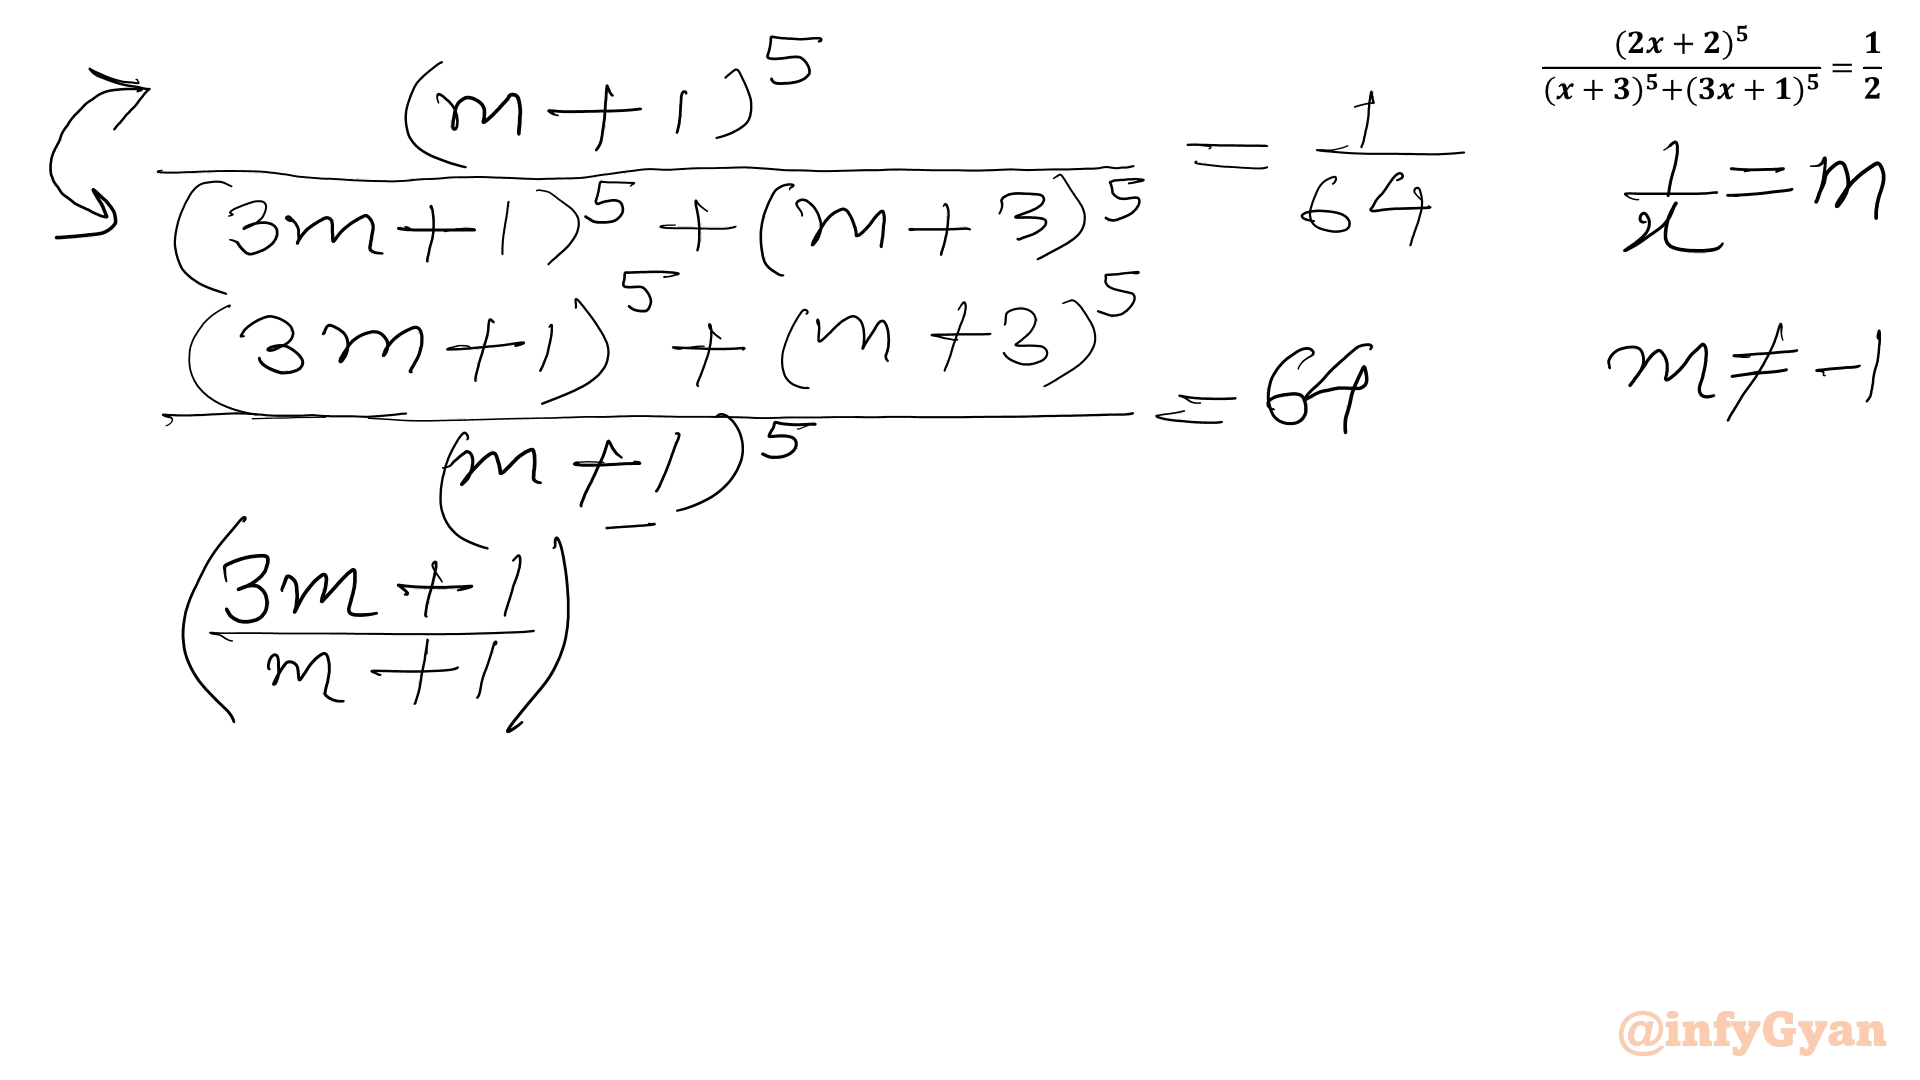 (m+1)^5 / ((3m+1)^5 + (m+3)^5) = 1/64
((3m+1)^5 + (m+3)^5) / (m+1)^5 = 64
((3m+1)/(m+1))
(2x + 2)^5 / ((x + 3)^5+(3x + 1)^5) = 1/2
1/x = m
m ≠ -1
@infyGyan